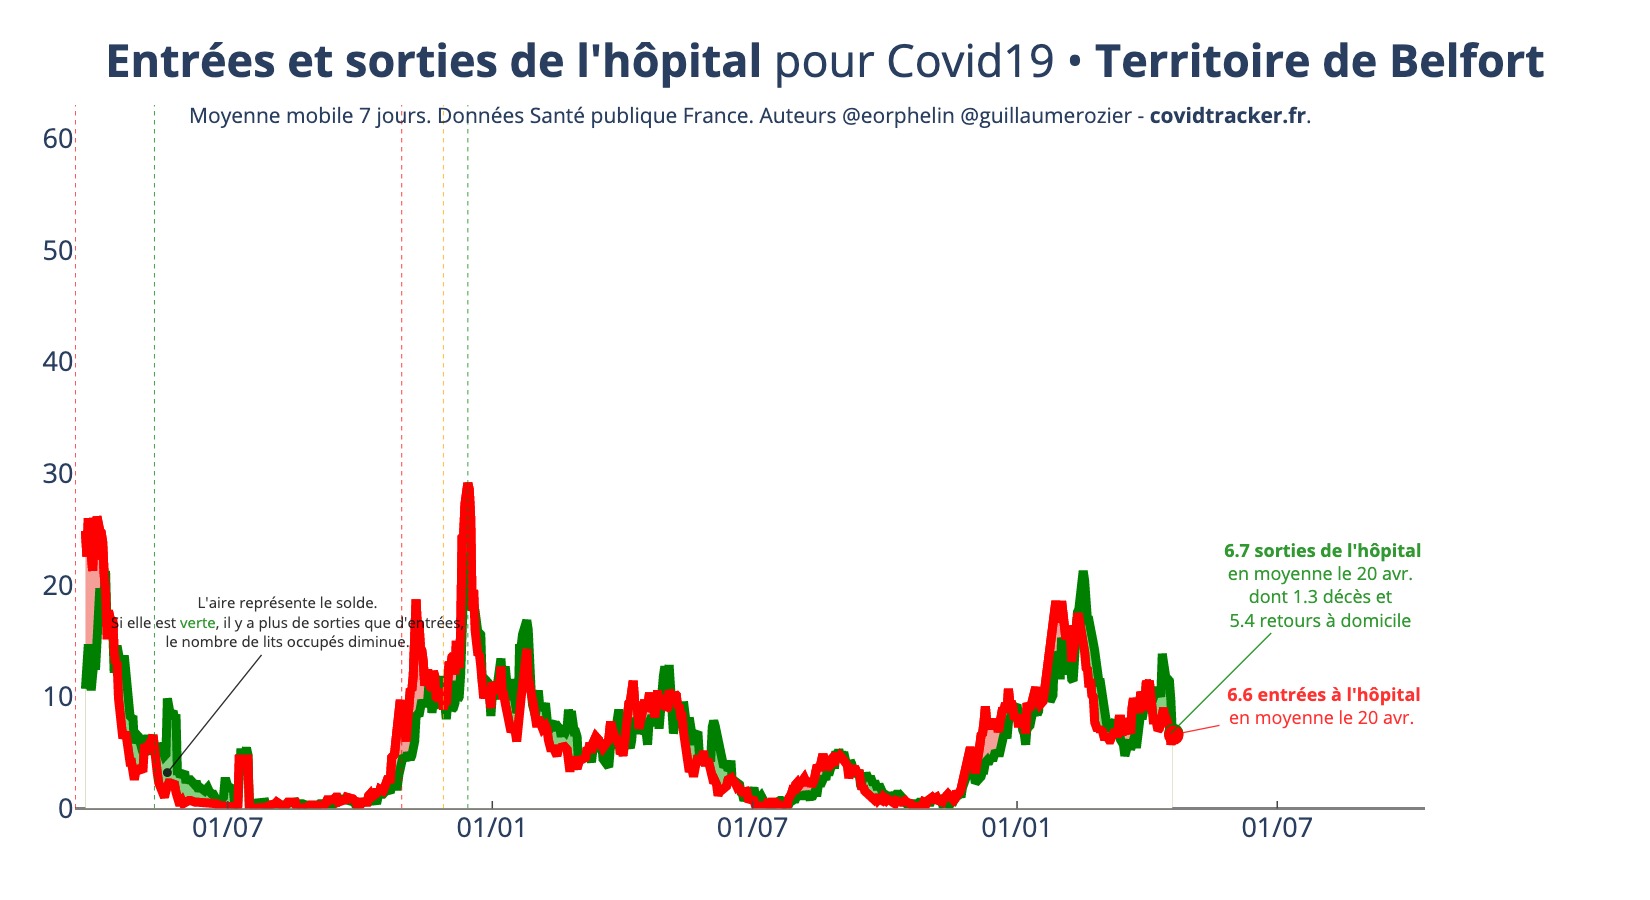 Entrées et sorties de l'hôpital pour Covid19 • Territoire de Belfort
Moyenne mobile 7 jours. Données Santé publique France. Auteurs @eorphelin @guillaumerozier - covidtracker.fr.
60
50
40
30
20
10
0
L'aire représente le solde.
Si elle est verte, il y a plus de sorties que d'entrées,
le nombre de lits occupés diminue.
6.7 sorties de l'hôpital
en moyenne le 20 avr.
dont 1.3 décès et
5.4 retours à domicile
6.6 entrées à l'hôpital
en moyenne le 20 avr.
01/07
01/01
01/07
01/01
01/07